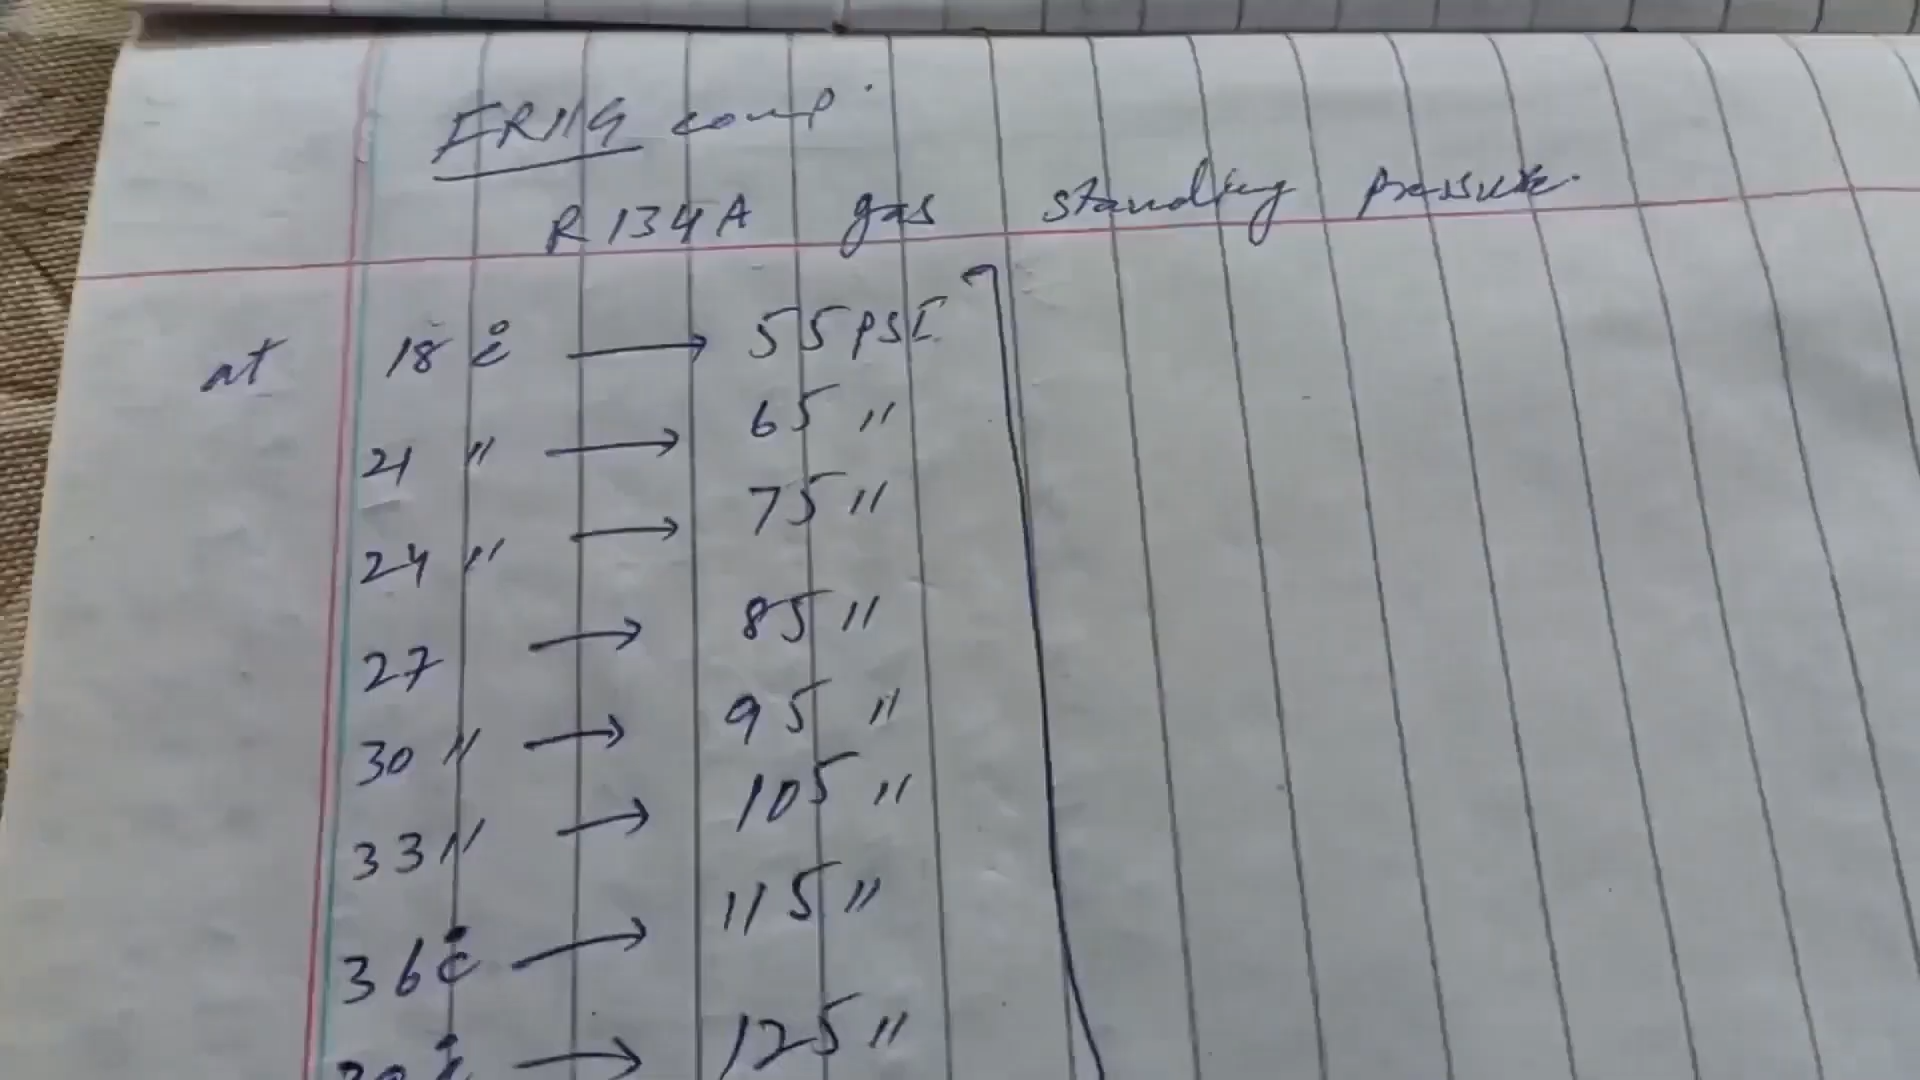 ER119 comp.
R134A gas standing pressure.
at 18 c → 55 PSI
21 " → 65 "
24 " → 75 "
27 → 85 "
30 " → 95 "
33 " → 105 "
36 c → 115 "
→ 125 "